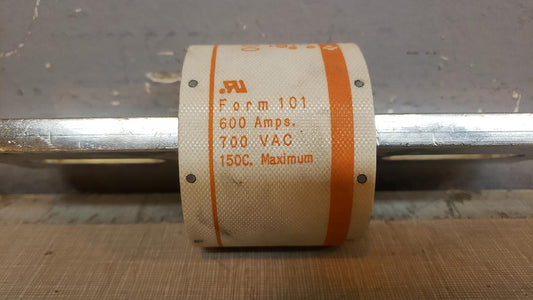 Form 101
600 Amps.
700 VAC
150C. Maximum